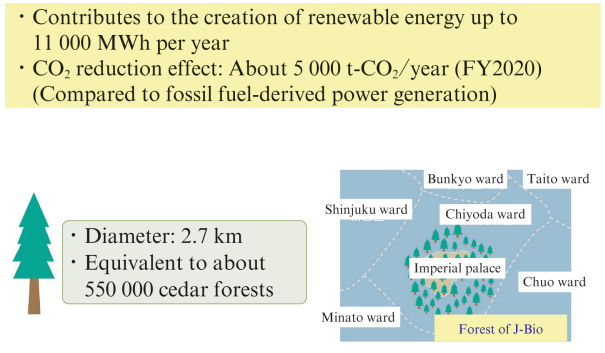 · Contributes to the creation of renewable energy up to
11 000 MWh per year
· CO₂ reduction effect: About 5 000 t-CO₂/year (FY2020)
(Compared to fossil fuel-derived power generation)
· Diameter: 2.7 km
· Equivalent to about
550 000 cedar forests
Bunkyo ward
Taito ward
Shinjuku ward
Chiyoda ward
Imperial palace
Chuo ward
Minato ward
Forest of J-Bio